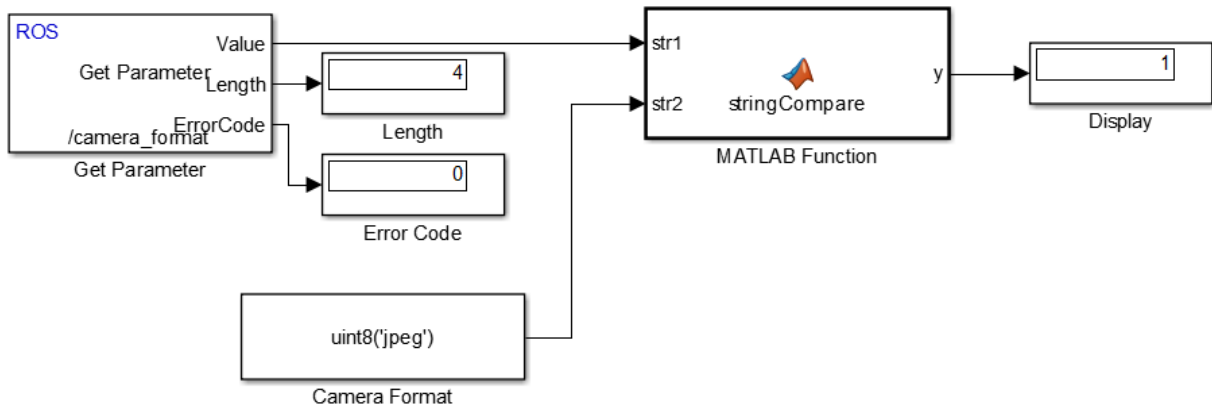 ROS
Value
Get Parameter
Length
ErrorCode
/camera_format
Get Parameter
4
Length
0
Error Code
uint8('jpeg')
Camera Format
str1
str2
stringCompare
y
MATLAB Function
1
Display